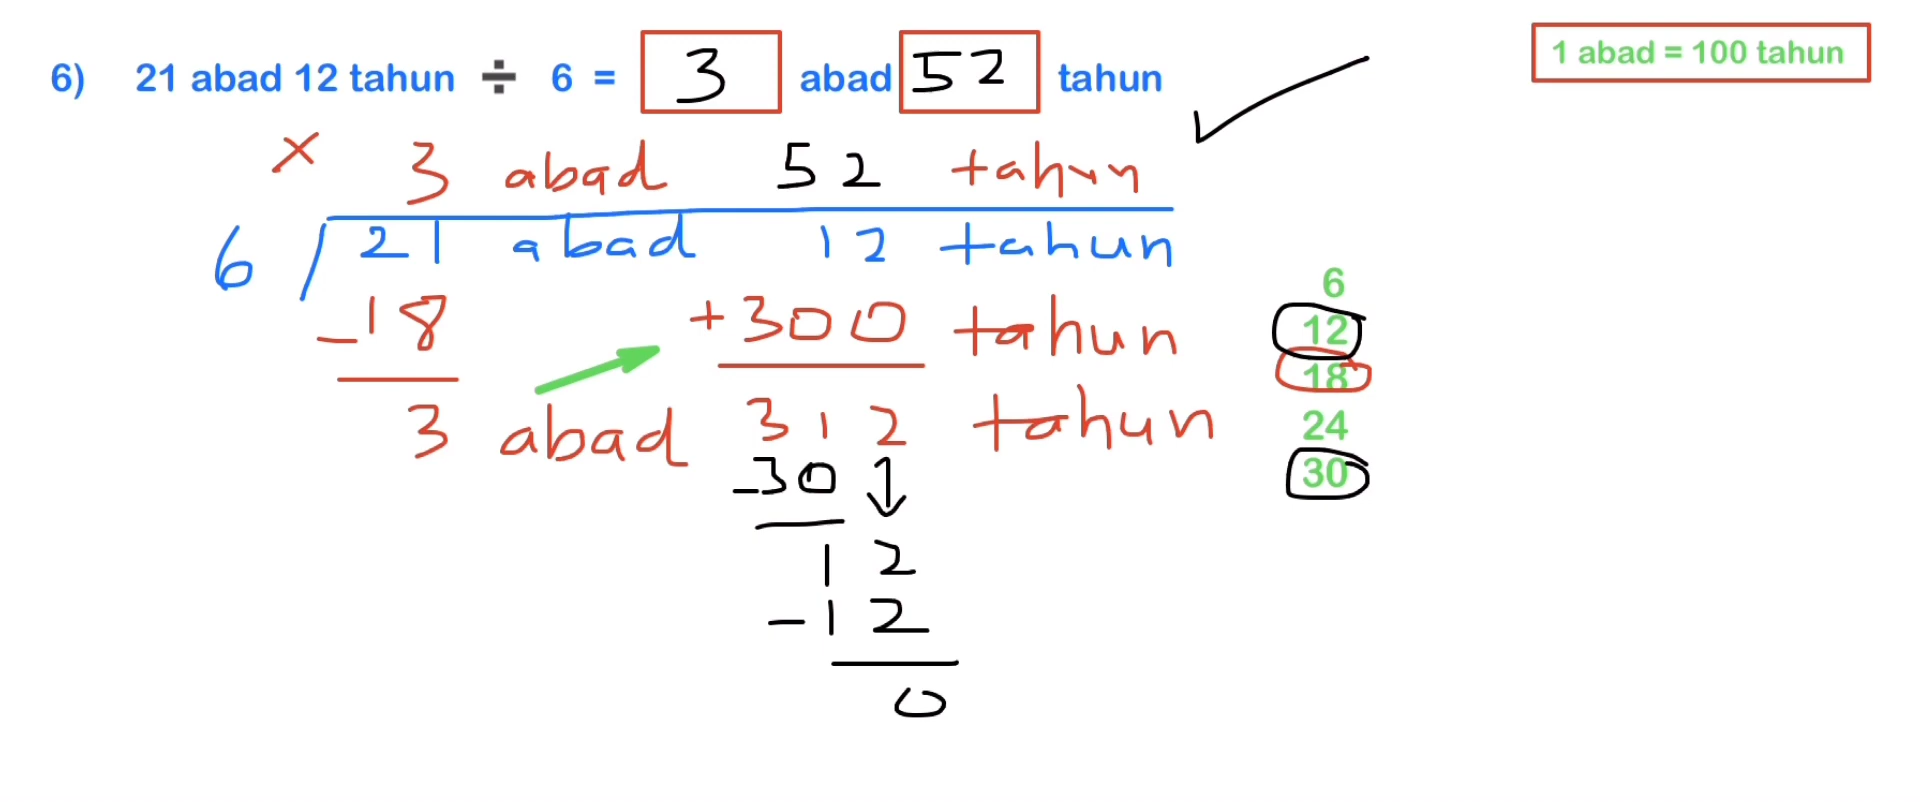 6) 21 abad 12 tahun ÷ 6 = 3 abad 52 tahun
1 abad = 100 tahun
× 3 abad 52 tahun
6 21 abad 12 tahun
-18 +300 tahun
3 abad 312 tahun
-30
12
-12
0
6
12
18
24
30